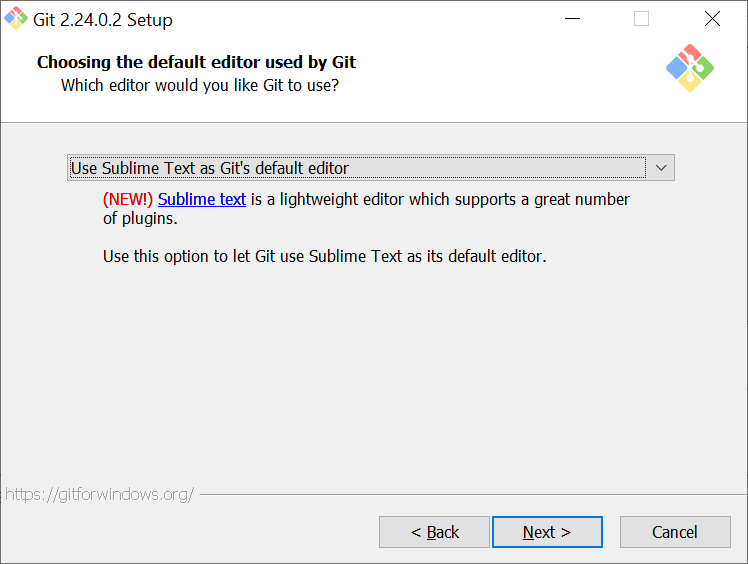 Git 2.24.0.2 Setup
Choosing the default editor used by Git
Which editor would you like Git to use?
Use Sublime Text as Git's default editor
(NEW!) Sublime text is a lightweight editor which supports a great number
of plugins.
Use this option to let Git use Sublime Text as its default editor.
https://gitforwindows.org/
< Back
Next >
Cancel